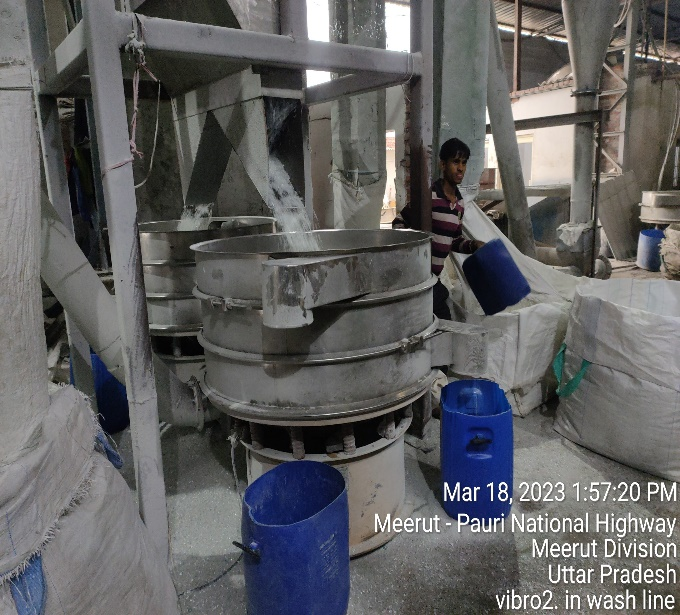 Mar 18, 2023 1:57:20 PM
Meerut - Pauri National Highway
Meerut Division
Uttar Pradesh
vibro2. in wash line